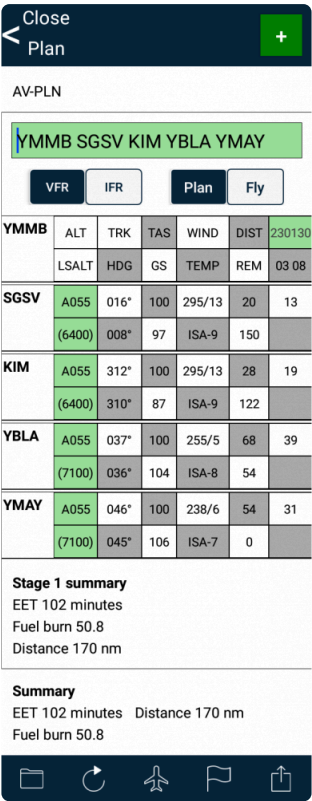 Close
< Plan
+
AV-PLN
YMMB SGSV KIM YBLA YMAY
VFR IFR Plan Fly
YMMB ALT TRK TAS WIND DIST 230130
LSALT HDG GS TEMP REM 03 08
SGSV A055 016° 100 295/13 20 13
(6400) 008° 97 ISA-9 150
KIM A055 312° 100 295/13 28 19
(6400) 310° 87 ISA-9 122
YBLA A055 037° 100 255/5 68 39
(7100) 036° 104 ISA-8 54
YMAY A055 046° 100 238/6 54 31
(7100) 045° 106 ISA-7 0
Stage 1 summary
EET 102 minutes
Fuel burn 50.8
Distance 170 nm
Summary
EET 102 minutes Distance 170 nm
Fuel burn 50.8